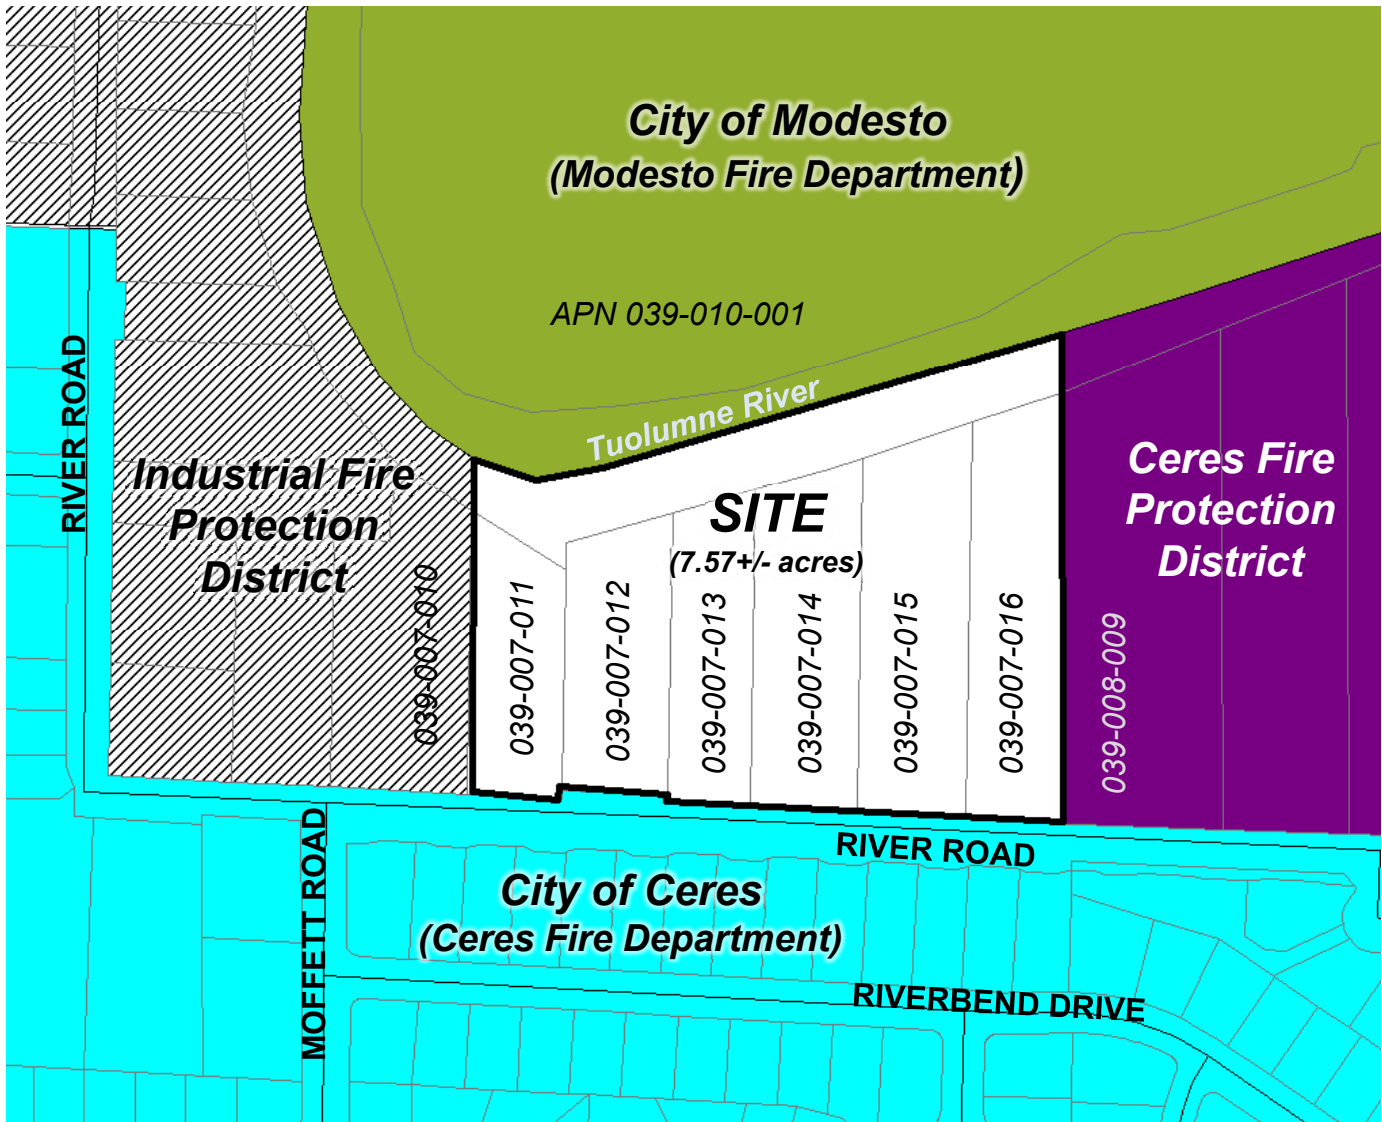 City of Modesto
(Modesto Fire Department)
APN 039-010-001
Tuolumne River
RIVER ROAD
Industrial Fire
Protection
District
039-007-010
SITE
(7.57+/- acres)
039-007-011
039-007-012
039-007-013
039-007-014
039-007-015
039-007-016
Ceres Fire
Protection
District
039-008-009
RIVER ROAD
MOFFETT ROAD
City of Ceres
(Ceres Fire Department)
RIVERBEND DRIVE